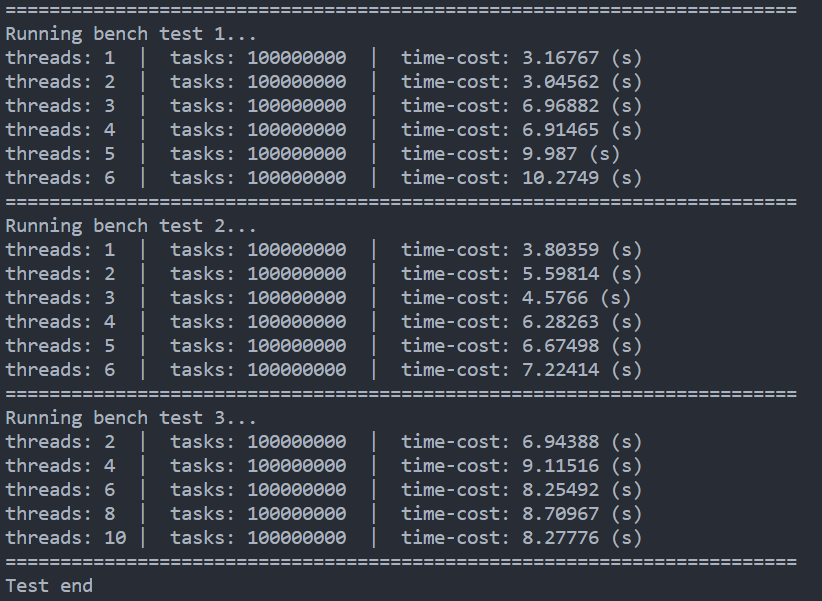 ========================================================================
Running bench test 1...
threads: 1  |  tasks: 100000000  |  time-cost: 3.16767 (s)
threads: 2  |  tasks: 100000000  |  time-cost: 3.04562 (s)
threads: 3  |  tasks: 100000000  |  time-cost: 6.96882 (s)
threads: 4  |  tasks: 100000000  |  time-cost: 6.91465 (s)
threads: 5  |  tasks: 100000000  |  time-cost: 9.987 (s)
threads: 6  |  tasks: 100000000  |  time-cost: 10.2749 (s)
========================================================================
Running bench test 2...
threads: 1  |  tasks: 100000000  |  time-cost: 3.80359 (s)
threads: 2  |  tasks: 100000000  |  time-cost: 5.59814 (s)
threads: 3  |  tasks: 100000000  |  time-cost: 4.5766 (s)
threads: 4  |  tasks: 100000000  |  time-cost: 6.28263 (s)
threads: 5  |  tasks: 100000000  |  time-cost: 6.67498 (s)
threads: 6  |  tasks: 100000000  |  time-cost: 7.22414 (s)
========================================================================
Running bench test 3...
threads: 2  |  tasks: 100000000  |  time-cost: 6.94388 (s)
threads: 4  |  tasks: 100000000  |  time-cost: 9.11516 (s)
threads: 6  |  tasks: 100000000  |  time-cost: 8.25492 (s)
threads: 8  |  tasks: 100000000  |  time-cost: 8.70967 (s)
threads: 10 |  tasks: 100000000  |  time-cost: 8.27776 (s)
========================================================================
Test end